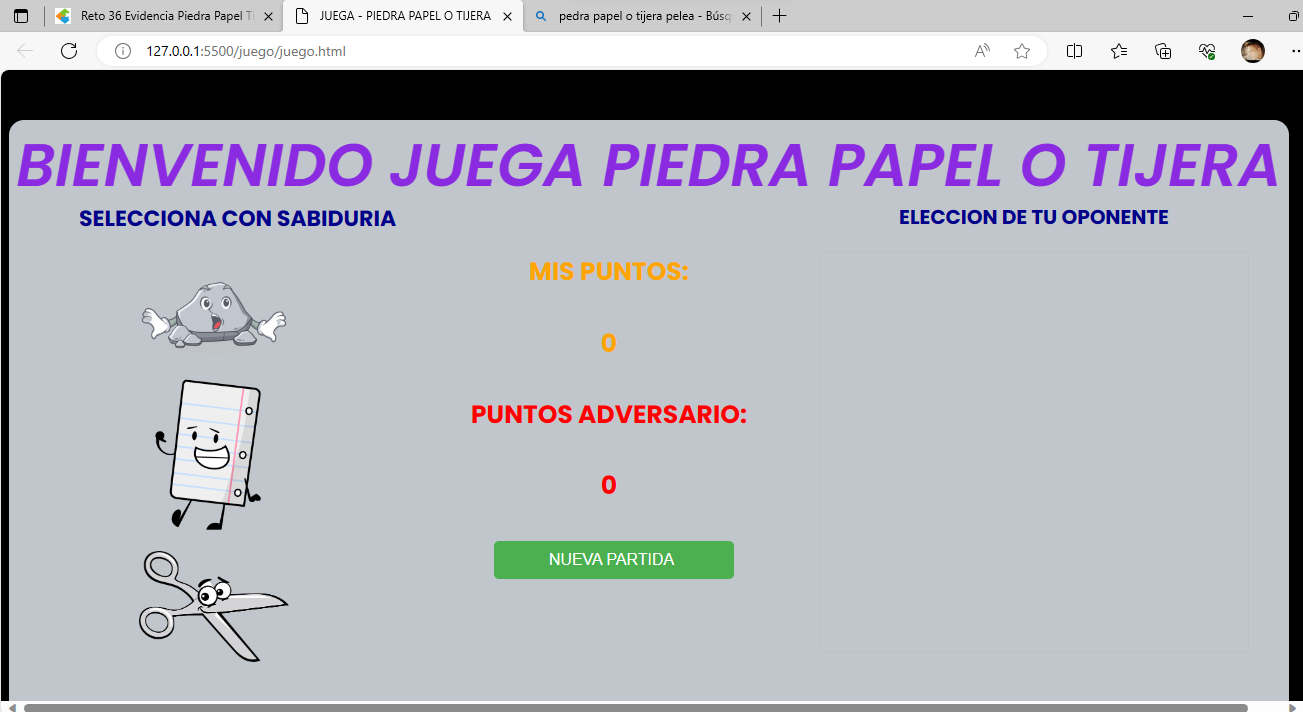 Reto 36 Evidencia Piedra Papel Ti
JUEGA - PIEDRA PAPEL O TIJERA
pedra papel o tijera pelea - Búsq
127.0.0.1:5500/juego/juego.html
BIENVENIDO JUEGA PIEDRA PAPEL O TIJERA
SELECCIONA CON SABIDURIA
ELECCION DE TU OPONENTE
MIS PUNTOS:
0
PUNTOS ADVERSARIO:
0
NUEVA PARTIDA